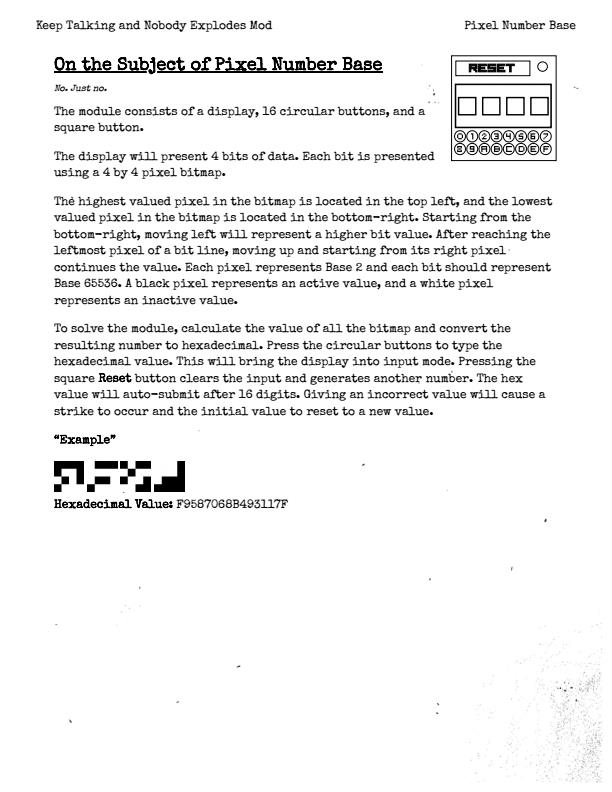 Keep Talking and Nobody Explodes Mod
Pixel Number Base
On the Subject of Pixel Number Base
No. Just no.
The module consists of a display, 16 circular buttons, and a
square button.
The display will present 4 bits of data. Each bit is presented
using a 4 by 4 pixel bitmap.
RESET
0 1 2 3 4 5 6 7
8 9 A B C D E F
The highest valued pixel in the bitmap is located in the top left, and the lowest
valued pixel in the bitmap is located in the bottom-right. Starting from the
bottom-right, moving left will represent a higher bit value. After reaching the
leftmost pixel of a bit line, moving up and starting from its right pixel
continues the value. Each pixel represents Base 2 and each bit should represent
Base 65536. A black pixel represents an active value, and a white pixel
represents an inactive value.
To solve the module, calculate the value of all the bitmap and convert the
resulting number to hexadecimal. Press the circular buttons to type the
hexadecimal value. This will bring the display into input mode. Pressing the
square Reset button clears the input and generates another number. The hex
value will auto-submit after 16 digits. Giving an incorrect value will cause a
strike to occur and the initial value to reset to a new value.
“Example”
Hexadecimal Value: F9587068B493117F